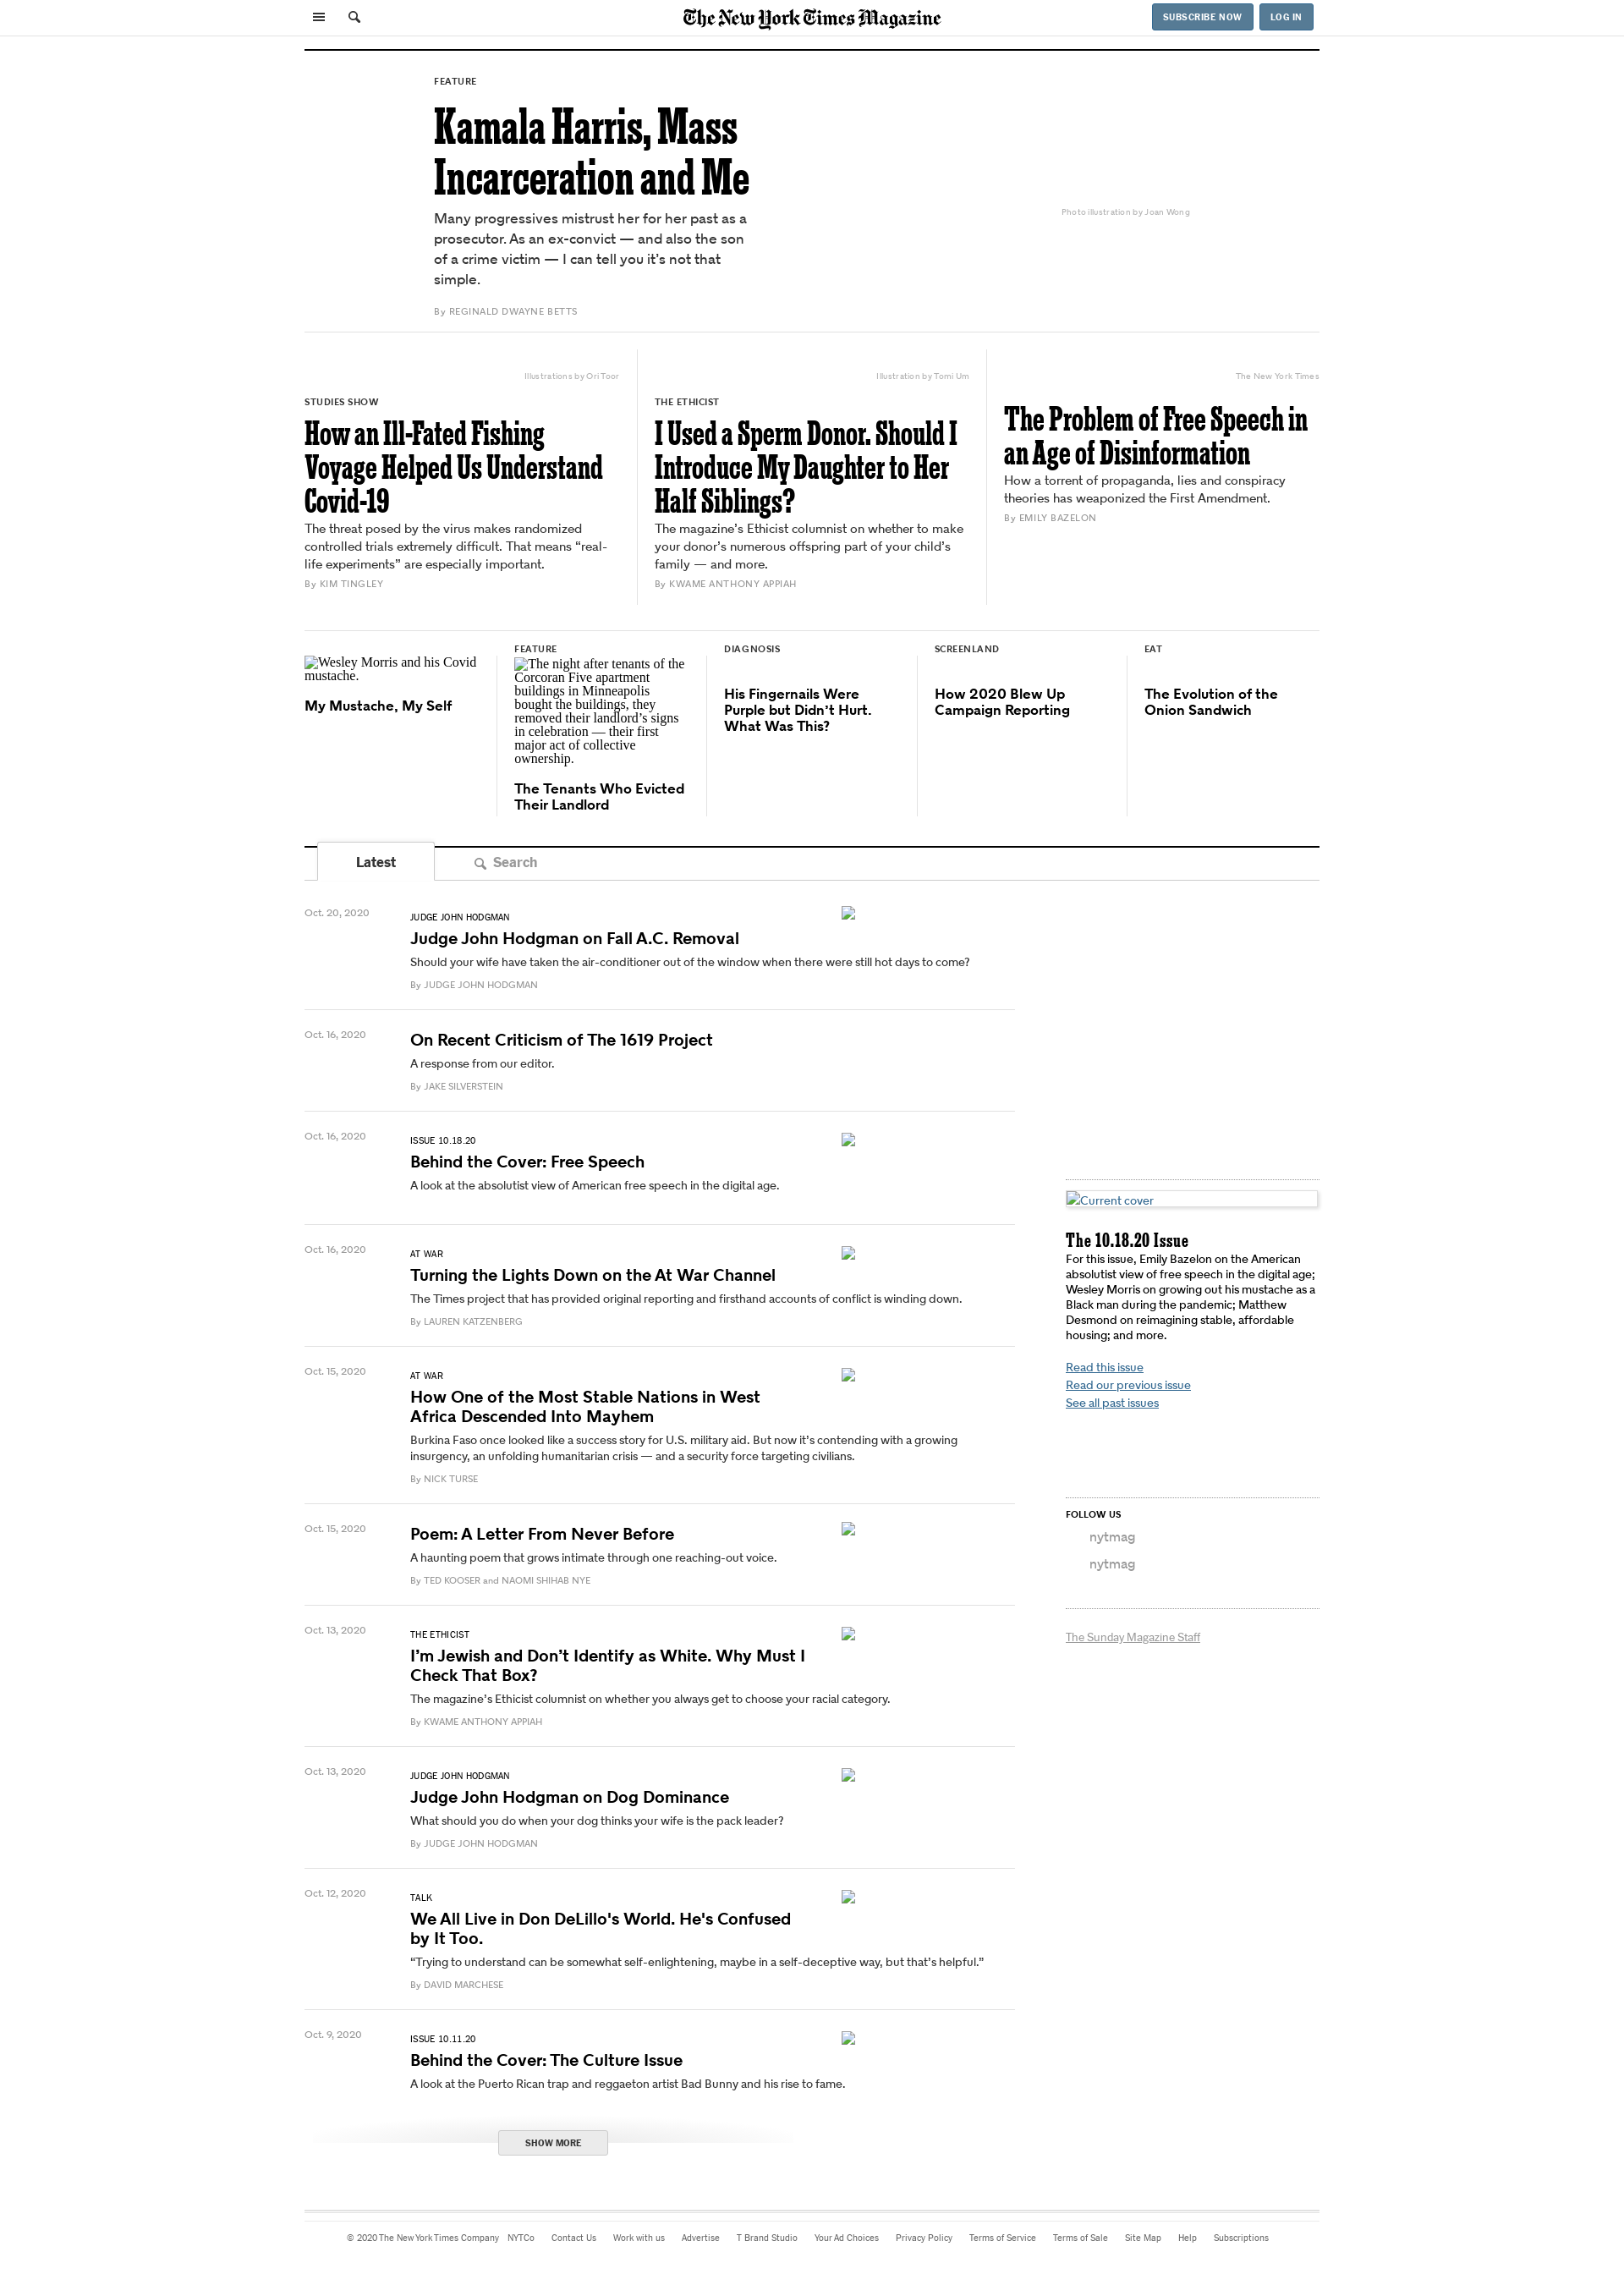 The New York Times Magazine
SUBSCRIBE NOW
LOG IN
FEATURE
Kamala Harris, Mass
Incarceration and Me
Many progressives mistrust her for her past as a
prosecutor. As an ex-convict — and also the son
of a crime victim — I can tell you it’s not that
simple.
By REGINALD DWAYNE BETTS
Photo illustration by Joan Wong
Illustrations by Ori Toor
STUDIES SHOW
How an Ill-Fated Fishing
Voyage Helped Us Understand
Covid-19
The threat posed by the virus makes randomized
controlled trials extremely difficult. That means “real-
life experiments” are especially important.
By KIM TINGLEY
Illustration by Tomi Um
THE ETHICIST
I Used a Sperm Donor. Should I
Introduce My Daughter to Her
Half Siblings?
The magazine’s Ethicist columnist on whether to make
your donor’s numerous offspring part of your child’s
family — and more.
By KWAME ANTHONY APPIAH
The New York Times
The Problem of Free Speech in
an Age of Disinformation
How a torrent of propaganda, lies and conspiracy
theories has weaponized the First Amendment.
By EMILY BAZELON
Wesley Morris and his Covid
mustache.
My Mustache, My Self
FEATURE
The night after tenants of the
Corcoran Five apartment
buildings in Minneapolis
bought the buildings, they
removed their landlord’s signs
in celebration — their first
major act of collective
ownership.
The Tenants Who Evicted
Their Landlord
DIAGNOSIS
His Fingernails Were
Purple but Didn’t Hurt.
What Was This?
SCREENLAND
How 2020 Blew Up
Campaign Reporting
EAT
The Evolution of the
Onion Sandwich
Latest
Search
Oct. 20, 2020
JUDGE JOHN HODGMAN
Judge John Hodgman on Fall A.C. Removal
Should your wife have taken the air-conditioner out of the window when there were still hot days to come?
By JUDGE JOHN HODGMAN
Oct. 16, 2020
On Recent Criticism of The 1619 Project
A response from our editor.
By JAKE SILVERSTEIN
Oct. 16, 2020
ISSUE 10.18.20
Behind the Cover: Free Speech
A look at the absolutist view of American free speech in the digital age.
Oct. 16, 2020
AT WAR
Turning the Lights Down on the At War Channel
The Times project that has provided original reporting and firsthand accounts of conflict is winding down.
By LAUREN KATZENBERG
Oct. 15, 2020
AT WAR
How One of the Most Stable Nations in West
Africa Descended Into Mayhem
Burkina Faso once looked like a success story for U.S. military aid. But now it’s contending with a growing
insurgency, an unfolding humanitarian crisis — and a security force targeting civilians.
By NICK TURSE
Oct. 15, 2020
Poem: A Letter From Never Before
A haunting poem that grows intimate through one reaching-out voice.
By TED KOOSER and NAOMI SHIHAB NYE
Oct. 13, 2020
THE ETHICIST
I’m Jewish and Don’t Identify as White. Why Must I
Check That Box?
The magazine’s Ethicist columnist on whether you always get to choose your racial category.
By KWAME ANTHONY APPIAH
Oct. 13, 2020
JUDGE JOHN HODGMAN
Judge John Hodgman on Dog Dominance
What should you do when your dog thinks your wife is the pack leader?
By JUDGE JOHN HODGMAN
Oct. 12, 2020
TALK
We All Live in Don DeLillo's World. He's Confused
by It Too.
“Trying to understand can be somewhat self-enlightening, maybe in a self-deceptive way, but that’s helpful.”
By DAVID MARCHESE
Oct. 9, 2020
ISSUE 10.11.20
Behind the Cover: The Culture Issue
A look at the Puerto Rican trap and reggaeton artist Bad Bunny and his rise to fame.
SHOW MORE
Current cover
The 10.18.20 Issue
For this issue, Emily Bazelon on the American
absolutist view of free speech in the digital age;
Wesley Morris on growing out his mustache as a
Black man during the pandemic; Matthew
Desmond on reimagining stable, affordable
housing; and more.
Read this issue
Read our previous issue
See all past issues
FOLLOW US
nytmag
nytmag
The Sunday Magazine Staff
© 2020 The New York Times Company NYTCo Contact Us Work with us Advertise T Brand Studio Your Ad Choices Privacy Policy Terms of Service Terms of Sale Site Map Help Subscriptions